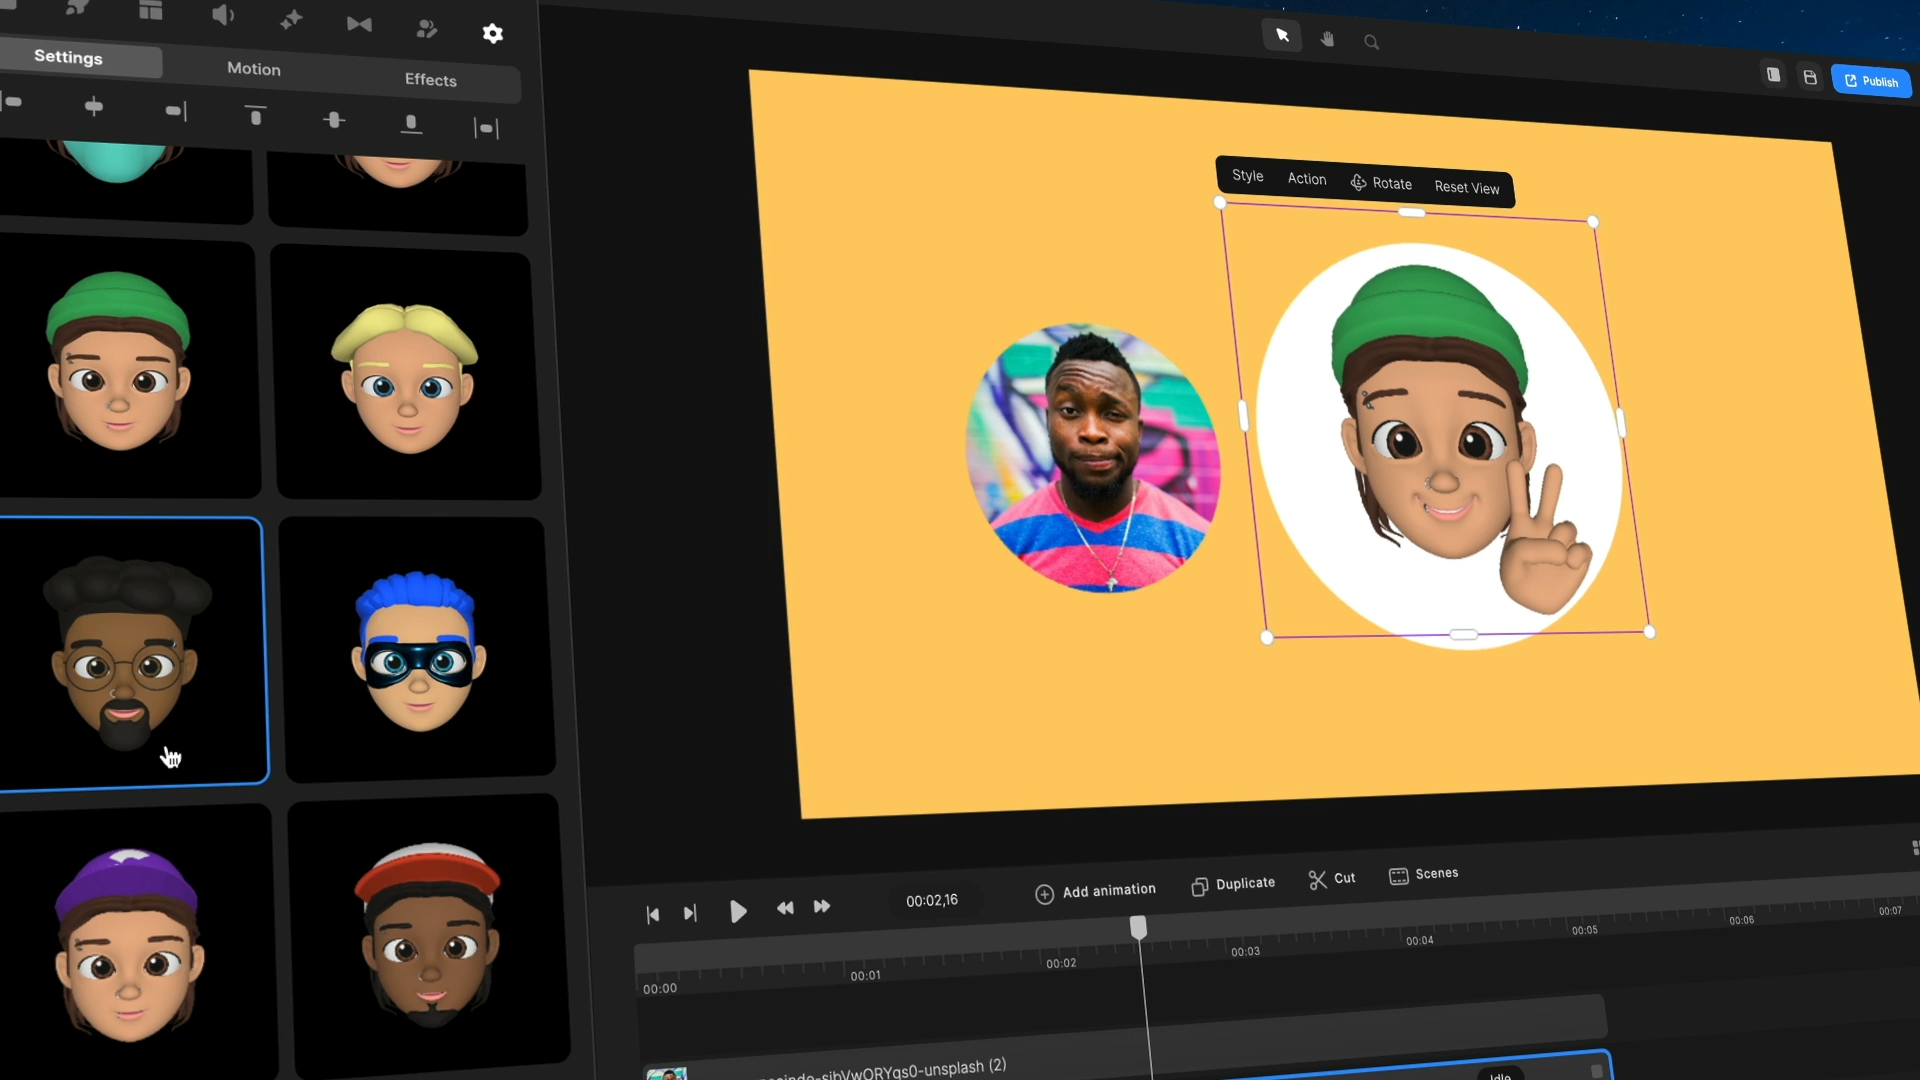 Settings
Motion
Effects
Publish
Style
Action
Rotate
Reset View
00:02,16
Add animation
Duplicate
Cut
Scenes
00:00
00:01
00:02
00:03
00:04
00:05
00:06
00:07
-unsplash (2)
Idle